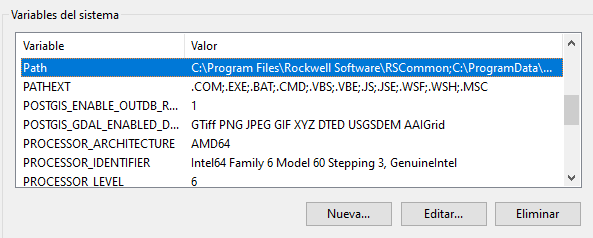 Variables del sistema
Variable Valor
Path C:\Program Files\Rockwell Software\RSCommon;C:\ProgramData\...
PATHEXT .COM;.EXE;.BAT;.CMD;.VBS;.VBE;.JS;.JSE;.WSF;.WSH;.MSC
POSTGIS_ENABLE_OUTDB_R... 1
POSTGIS_GDAL_ENABLED_D... GTiff PNG JPEG GIF XYZ DTED USGSDEM AAIGrid
PROCESSOR_ARCHITECTURE AMD64
PROCESSOR_IDENTIFIER Intel64 Family 6 Model 60 Stepping 3, GenuineIntel
PROCESSOR_LEVEL 6
Nueva... Editar... Eliminar